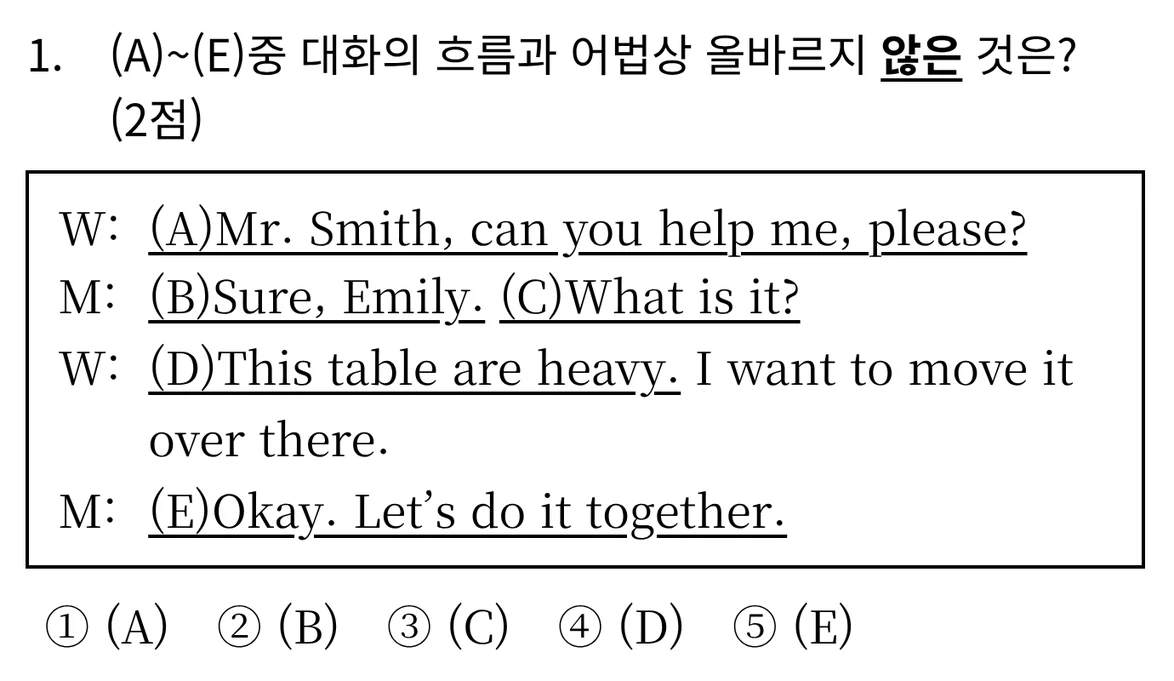 1. (A)~(E)중 대화의 흐름과 어법상 올바르지 않은 것은?
(2점)
W: (A)Mr. Smith, can you help me, please?
M: (B)Sure, Emily. (C)What is it?
W: (D)This table are heavy. I want to move it
over there.
M: (E)Okay. Let’s do it together.
① (A) ② (B) ③ (C) ④ (D) ⑤ (E)